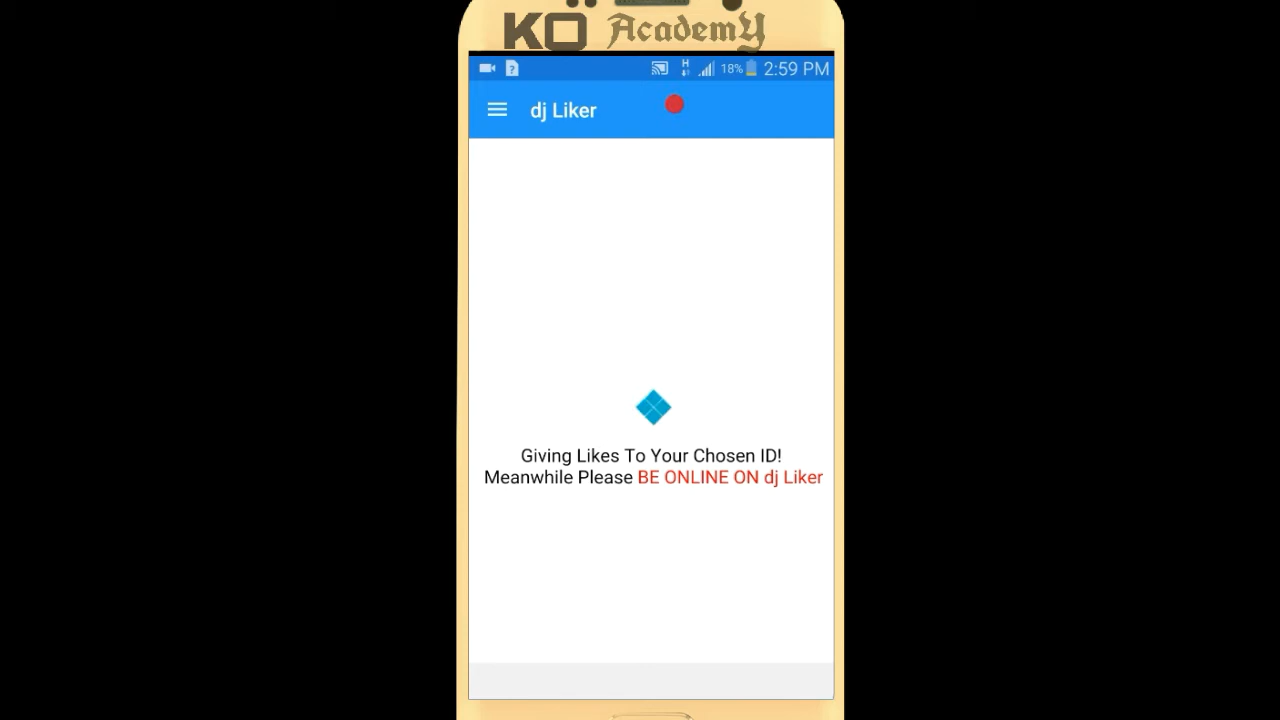 KO Academy
H
18%
2:59 PM
dj Liker
Giving Likes To Your Chosen ID!
Meanwhile Please BE ONLINE ON dj Liker